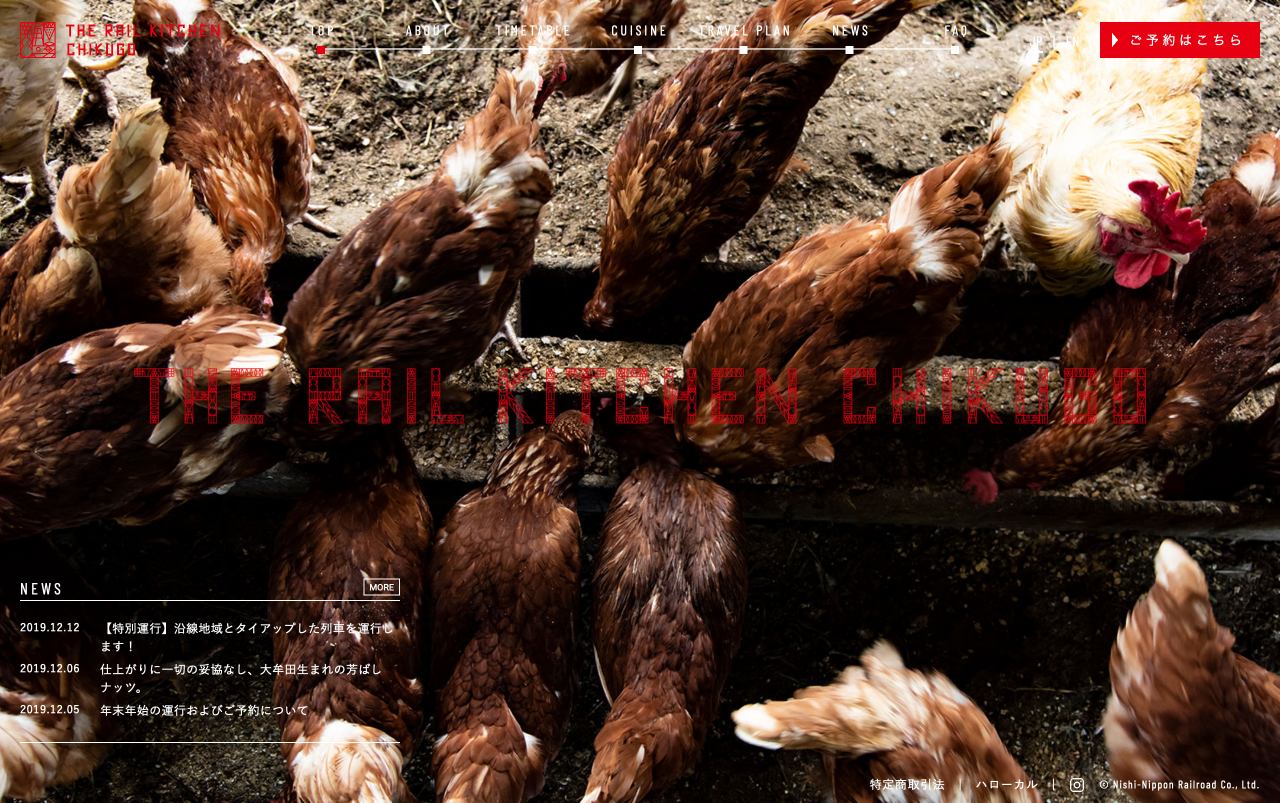 THE RAIL KITCHEN
CHIKUGO
TOP
ABOUT
TIMETABLE
CUISINE
TRAVEL PLAN
NEWS
FAQ
ご予約はこちら
THE RAIL KITCHEN CHIKUGO
NEWS
MORE
2019.12.12 【特別運行】沿線地域とタイアップした列車を運行し
ます！
2019.12.06 仕上がりに一切の妥協なし、大牟田生まれの芳ばし
ナッツ。
2019.12.05 年末年始の運行およびご予約について
特定商取引法 | ハローカル | © Nishi-Nippon Railroad Co., Ltd.